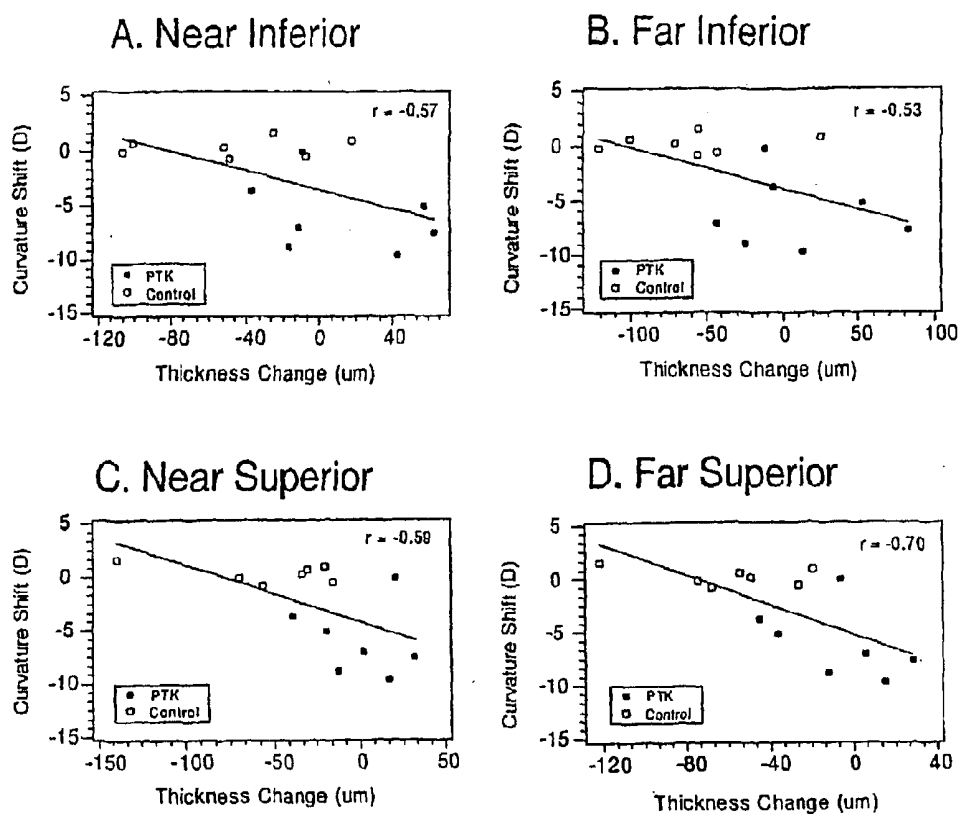 A. Near Inferior
r = -0.57
5
0
-5
-10
-15
Curvature Shift (D)
PTK
Control
-120
-80
-40
0
40
Thickness Change (um)
B. Far Inferior
r = -0.53
5
0
-5
-10
-15
Curvature Shift (D)
PTK
Control
-100
-50
0
50
100
Thickness Change (um)
C. Near Superior
r = -0.59
5
0
-5
-10
-15
Curvature Shift (D)
PTK
Control
-150
-100
-50
0
50
Thickness Change (um)
D. Far Superior
r = -0.70
5
0
-5
-10
-15
Curvature Shift (D)
PTK
Control
-120
-80
-40
0
40
Thickness Change (um)